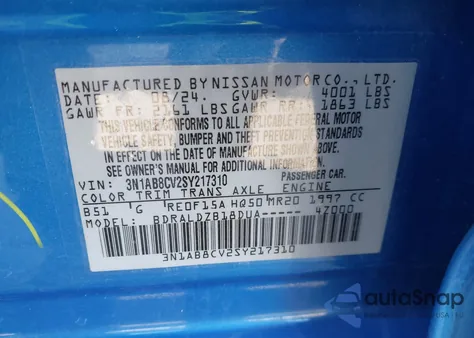 MANUFACTURED BY NISSAN MOTOR CO., LTD.
DATE: 08/24. GVWR: 4001 LBS
GAWR FR: 2161 LBS GAWR RR: 1863 LBS
THIS VEHICLE CONFORMS TO ALL APPLICABLE FEDERAL MOTOR
VEHICLE SAFETY, BUMPER AND THEFT PREVENTION STANDARDS
IN EFFECT ON THE DATE OF MANUFACTURE SHOWN ABOVE.
SEE OWNER'S MANUAL FOR ADDITIONAL INFORMATION.
VIN: 3N1AB8CV2SY217310 PASSENGER CAR.
COLOR TRIM TRANS AXLE ENGINE
B51 G RE0F15A HQ50 MR20 1997 CC
MODEL: BDRALDZB18DUA- 47000
3N1AB8CV2SY217310
autoSnap